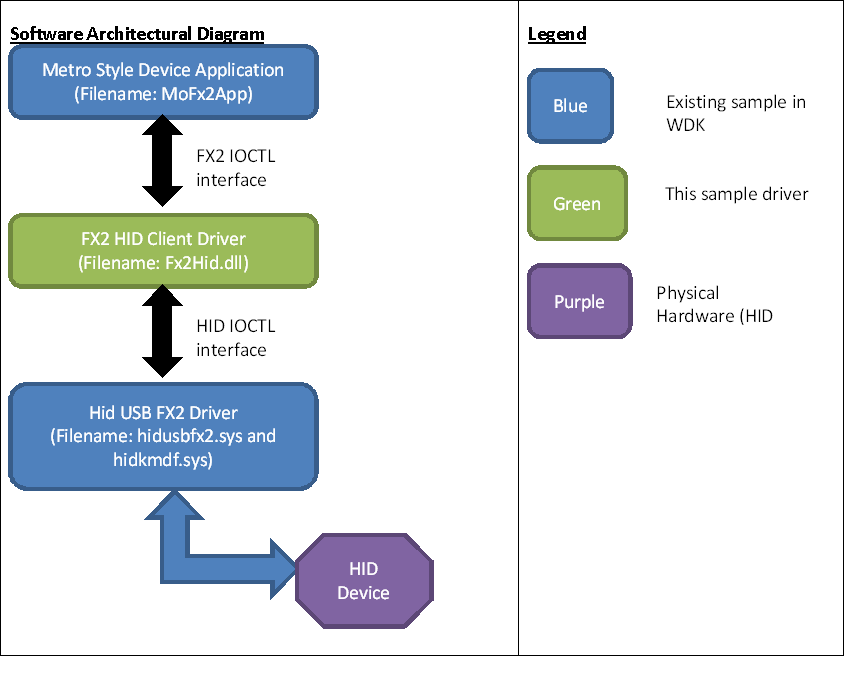 Software Architectural Diagram
Metro Style Device Application
(Filename: MoFx2App)
FX2 IOCTL
interface
FX2 HID Client Driver
(Filename: Fx2Hid.dll)
HID IOCTL
interface
Hid USB FX2 Driver
(Filename: hidusbfx2.sys and
hidkmdf.sys)
HID
Device
Legend
Blue
Existing sample in
WDK
Green
This sample driver
Purple
Physical
Hardware (HID